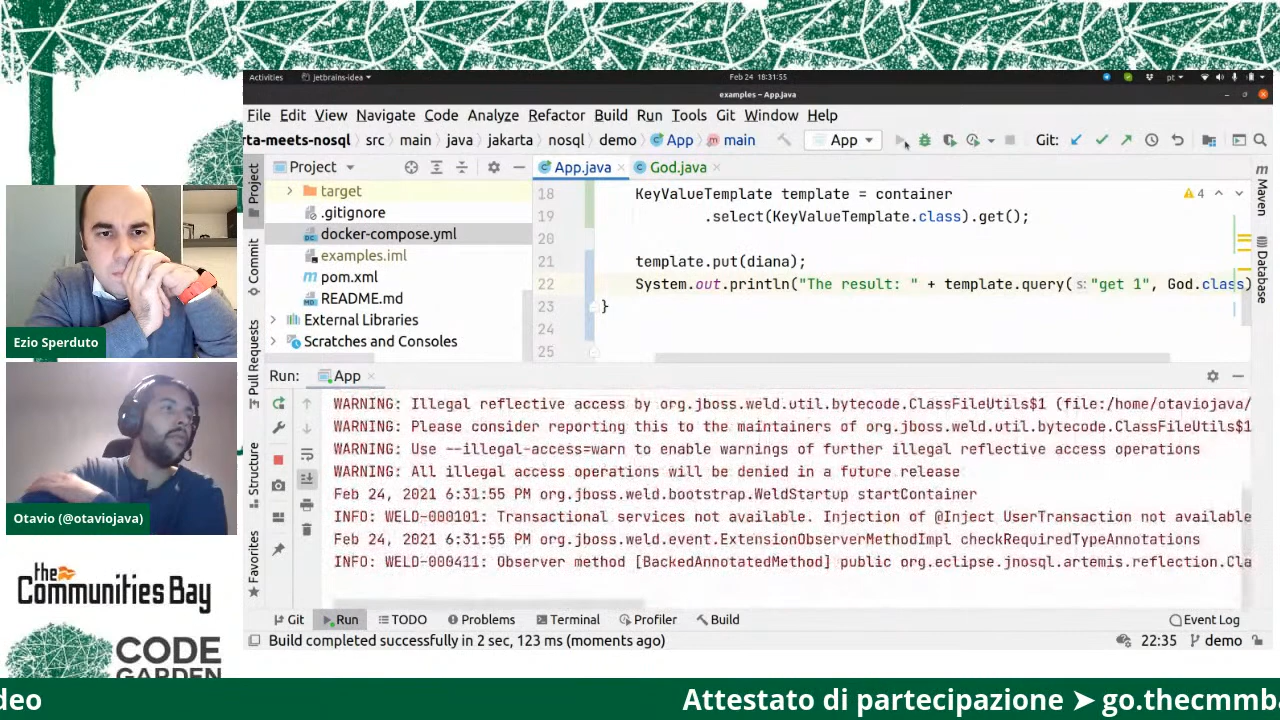 Activities
jetbrains-idea
Feb 24 18:31:55
pt
examples – App.java
File Edit View Navigate Code Analyze Refactor Build Run Tools Git Window Help
rta-meets-nosql src main java jakarta nosql demo App main App Git:
Project
App.java
God.java
target
.gitignore
docker-compose.yml
examples.iml
pom.xml
README.md
External Libraries
Scratches and Consoles
18 KeyValueTemplate template = container
19 .select(KeyValueTemplate.class).get();
20
21 template.put(diana);
22 System.out.println("The result: " + template.query( s: "get 1", God.class)
23 }
24
25
4
Project
Commit
Pull Requests
Structure
Favorites
Maven
Database
Run: App
WARNING: Illegal reflective access by org.jboss.weld.util.bytecode.ClassFileUtils$1 (file:/home/otaviojava/
WARNING: Please consider reporting this to the maintainers of org.jboss.weld.util.bytecode.ClassFileUtils$1
WARNING: Use --illegal-access=warn to enable warnings of further illegal reflective access operations
WARNING: All illegal access operations will be denied in a future release
Feb 24, 2021 6:31:55 PM org.jboss.weld.bootstrap.WeldStartup startContainer
INFO: WELD-000101: Transactional services not available. Injection of @Inject UserTransaction not available
Feb 24, 2021 6:31:55 PM org.jboss.weld.event.ExtensionObserverMethodImpl checkRequiredTypeAnnotations
INFO: WELD-000411: Observer method [BackedAnnotatedMethod] public org.eclipse.jnosql.artemis.reflection.Cla
Git Run TODO Problems Terminal Profiler Build Event Log
Build completed successfully in 2 sec, 123 ms (moments ago)
22:35 demo
Ezio Sperduto
Otavio (@otaviojava)
the
Communities Bay
CODE
GARDEN
deo
Attestato di partecipazione ➤ go.thecmmb.